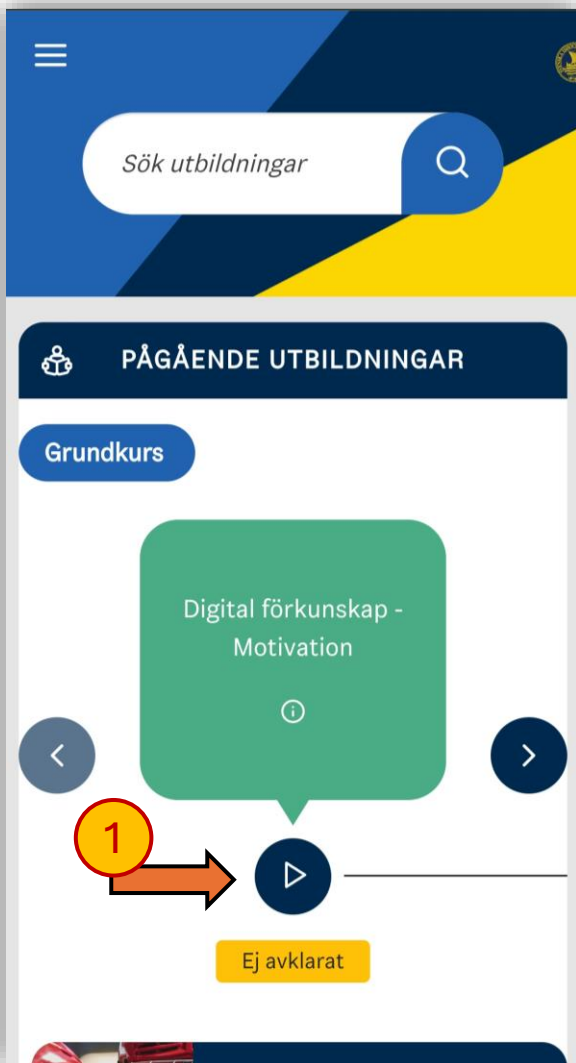 Sök utbildningar
PÅGÅENDE UTBILDNINGAR
Grundkurs
Digital förkunskap -
Motivation
1
Ej avklarat